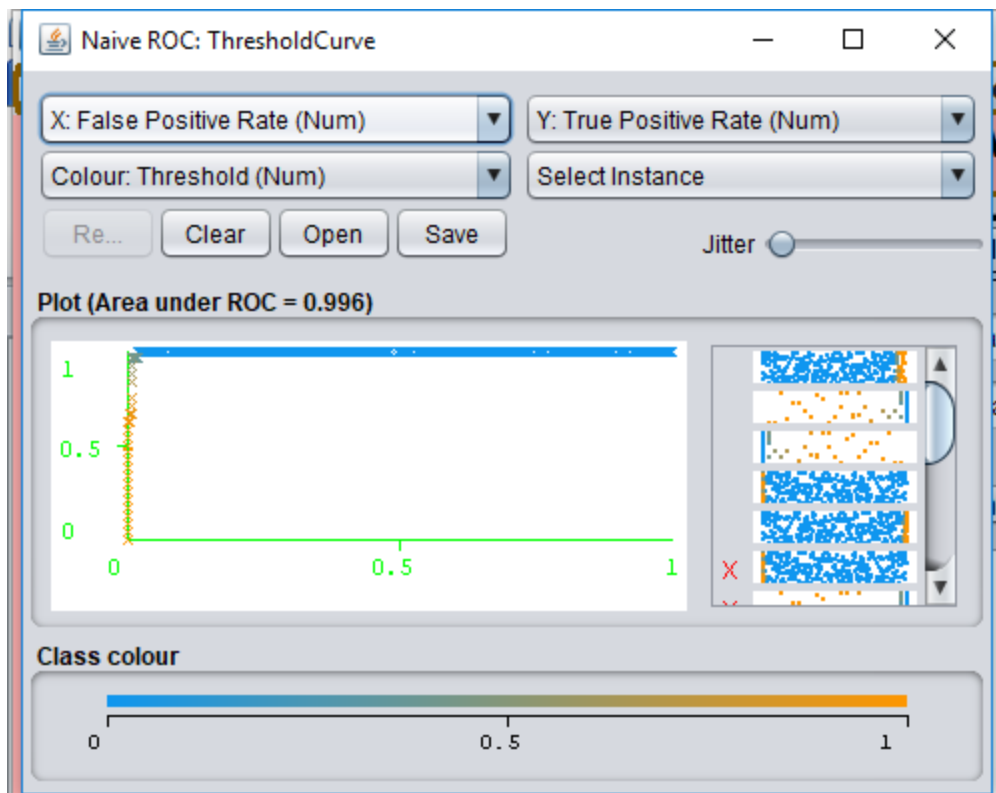 Naive ROC: ThresholdCurve
X: False Positive Rate (Num)
Y: True Positive Rate (Num)
Colour: Threshold (Num)
Select Instance
Re...
Clear
Open
Save
Jitter
Plot (Area under ROC = 0.996)
1
0.5
0
0
0.5
1
X
Class colour
0
0.5
1